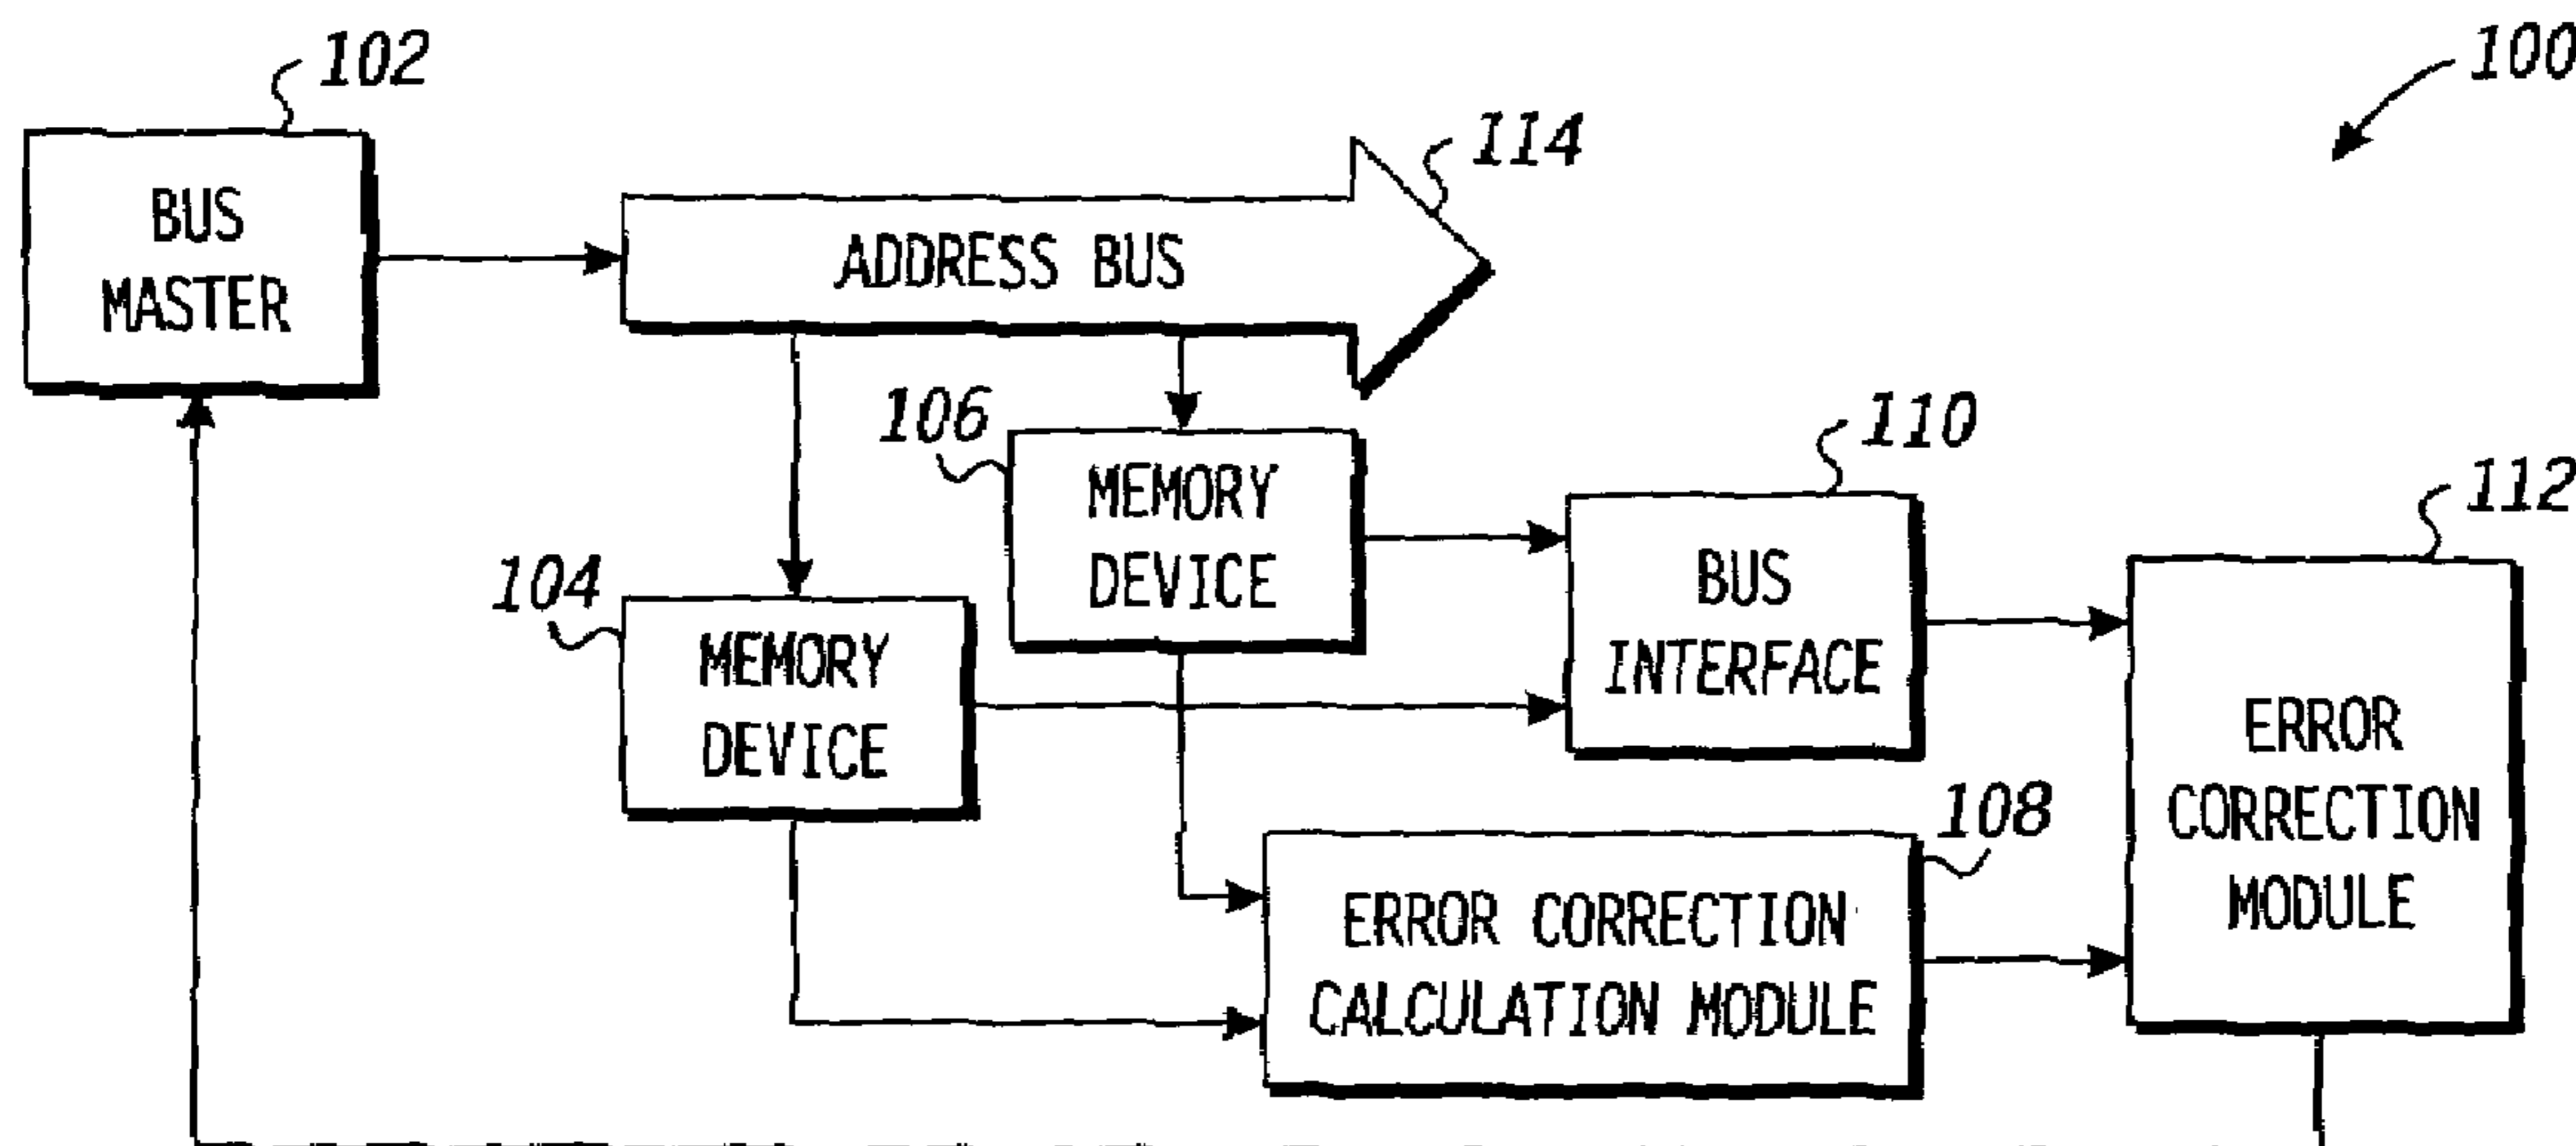 102
100
BUS
MASTER
114
ADDRESS BUS
106
MEMORY
DEVICE
110
BUS
INTERFACE
112
ERROR
CORRECTION
MODULE
104
MEMORY
DEVICE
108
ERROR CORRECTION
CALCULATION MODULE